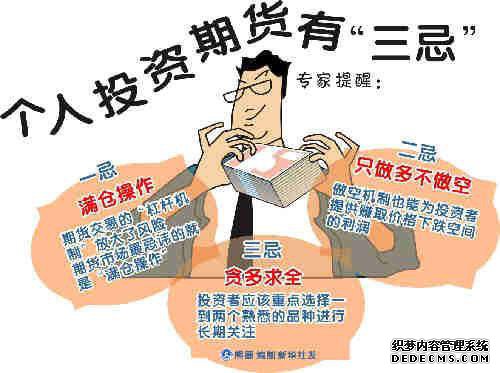 个人投资期货有“三忌”
专家提醒：
一忌
满仓操作
期货交易的“杠杆机
制”放大了风险，
期货市场最忌讳的就
是“满仓操作”
二忌
只做多不做空
做空机制也能为投资者
提供赚取价格下跌空间
的利润
三忌
贪多求全
投资者应该重点选择一
到两个熟悉的品种进行
长期关注
新华社发
织梦内容管理系统
DEDECMS.COM